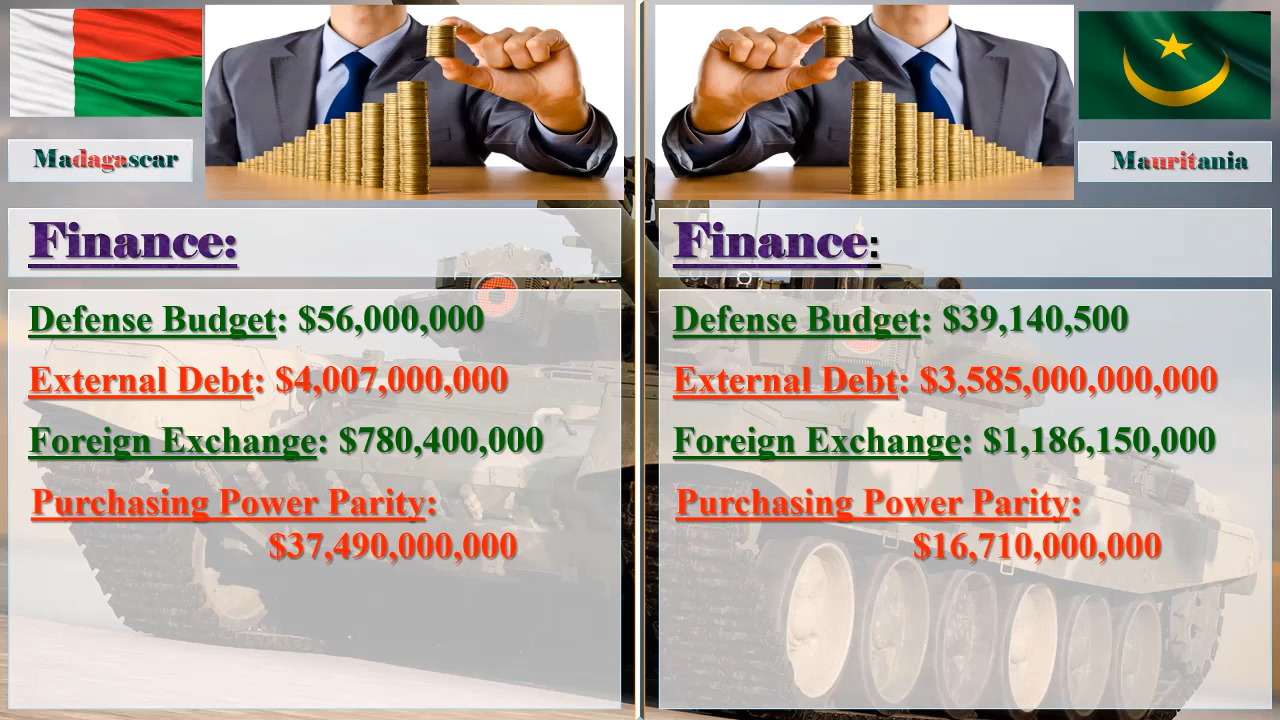 Madagascar
Finance:
Defense Budget: $56,000,000
External Debt: $4,007,000,000
Foreign Exchange: $780,400,000
Purchasing Power Parity:
$37,490,000,000
Mauritania
Finance:
Defense Budget: $39,140,500
External Debt: $3,585,000,000,000
Foreign Exchange: $1,186,150,000
Purchasing Power Parity:
$16,710,000,000